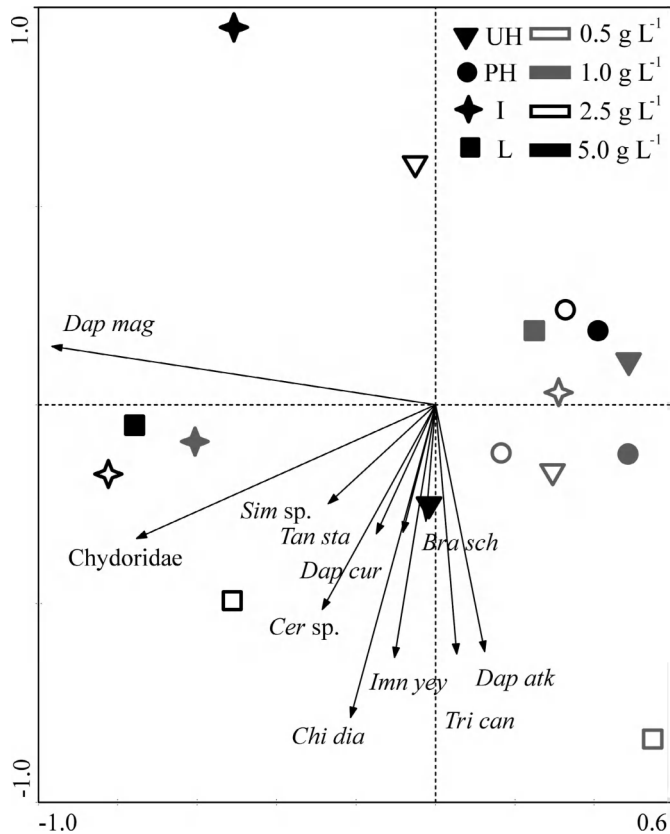 1.0
UH 0.5 g L-1
PH 1.0 g L-1
I 2.5 g L-1
L 5.0 g L-1
Dap mag
Sim sp.
Tan sta
Bra sch
Chydoridae
Dap cur
Cer sp.
Imn yey
Dap atk
Tri can
Chi dia
-1.0
-1.0
0.6